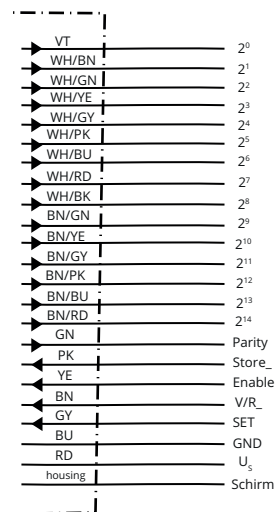 VT 2⁰
WH/BN 2¹
WH/GN 2²
WH/YE 2³
WH/GY 2⁴
WH/PK 2⁵
WH/BU 2⁶
WH/RD 2⁷
WH/BK 2⁸
BN/GN 2⁹
BN/YE 2¹⁰
BN/GY 2¹¹
BN/PK 2¹²
BN/BU 2¹³
BN/RD 2¹⁴
GN Parity
PK Store_
YE Enable
BN V/R_
GY SET
BU GND
RD Uₛ
housing Schirm